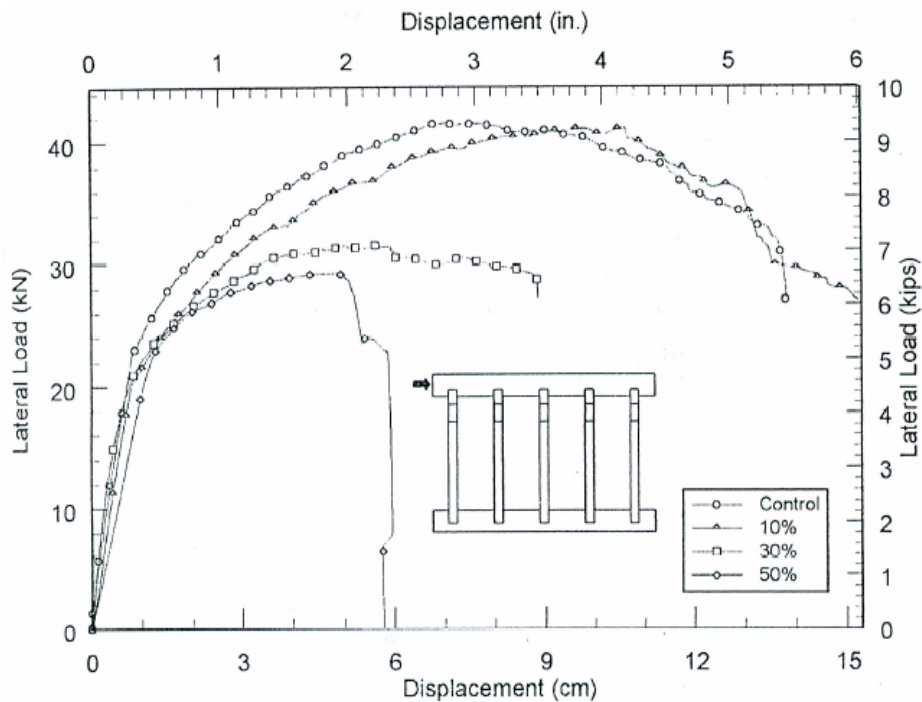 Displacement (in.)
0 1 2 3 4 5 6
Lateral Load (kN)
40
30
20
10
0
10
9
8
7
6
5
4
3
2
1
0
Lateral Load (kips)
Control
10%
30%
50%
0 3 6 9 12 15
Displacement (cm)